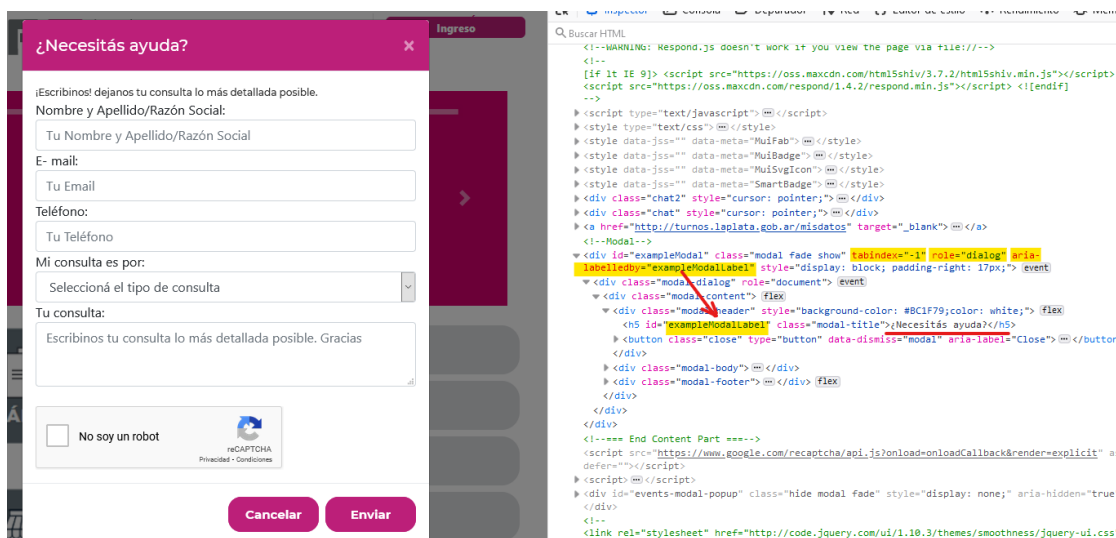 Ingreso
¿Necesitás ayuda?
×
¡Escribinos! dejanos tu consulta lo más detallada posible.
Nombre y Apellido/Razón Social:
Tu Nombre y Apellido/Razón Social
E- mail:
Tu Email
Teléfono:
Tu Teléfono
Mi consulta es por:
Seleccioná el tipo de consulta
Tu consulta:
Escribinos tu consulta lo más detallada posible. Gracias
No soy un robot
reCAPTCHA
Privacidad - Condiciones
Cancelar
Enviar
Inspector Consola Depurador Red Editor de estilo Rendimiento
Buscar HTML
<!--WARNING: Respond.js doesn't work if you view the page via file://-->
<!--
[if lt IE 9]> <script src="https://oss.maxcdn.com/html5shiv/3.7.2/html5shiv.min.js"></script>
<script src="https://oss.maxcdn.com/respond/1.4.2/respond.min.js"></script> <![endif]
-->
<script type="text/javascript"></script>
<style type="text/css"></style>
<style data-jss="" data-meta="MuiFab"></style>
<style data-jss="" data-meta="MuiBadge"></style>
<style data-jss="" data-meta="MuiSvgIcon"></style>
<style data-jss="" data-meta="SmartBadge"></style>
<div class="chat2" style="cursor: pointer;"></div>
<div class="chat" style="cursor: pointer;"></div>
<a href="http://turnos.laplata.gob.ar/misdatos" target="_blank"></a>
<!--Modal-->
<div id="exampleModal" class="modal fade show" tabindex="-1" role="dialog" aria-
labelledby="exampleModalLabel" style="display: block; padding-right: 17px;"> event
<div class="modal-dialog" role="document"> event
<div class="modal-content"> flex
<div class="modal-header" style="background-color: #BC1F79;color: white;"> flex
<h5 id="exampleModalLabel" class="modal-title">¿Necesitás ayuda?</h5>
<button class="close" type="button" data-dismiss="modal" aria-label="Close"></button
</div>
<div class="modal-body"></div>
<div class="modal-footer"></div> flex
</div>
</div>
</div>
<!--=== End Content Part ===-->
<script src="https://www.google.com/recaptcha/api.js?onload=onloadCallback&render=explicit"
defer=""></script>
<script></script>
<div id="events-modal-popup" class="hide modal fade" style="display: none;" aria-hidden="true
</div>
<!--
<link rel="stylesheet" href="http://code.jquery.com/ui/1.10.3/themes/smoothness/jquery-ui.css